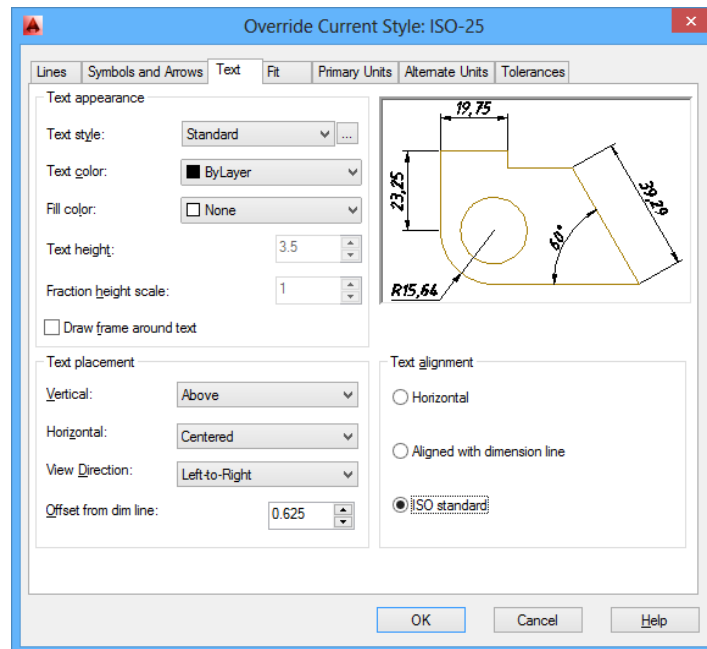 Override Current Style: ISO-25
Lines Symbols and Arrows Text Fit Primary Units Alternate Units Tolerances
Text appearance
Text style: Standard ...
Text color: ByLayer
Fill color: None
Text height: 3.5
Fraction height scale: 1
Draw frame around text
19,75
23,25
39,29
60°
R15,64
Text placement
Vertical: Above
Horizontal: Centered
View Direction: Left-to-Right
Offset from dim line: 0.625
Text alignment
Horizontal
Aligned with dimension line
ISO standard
OK Cancel Help